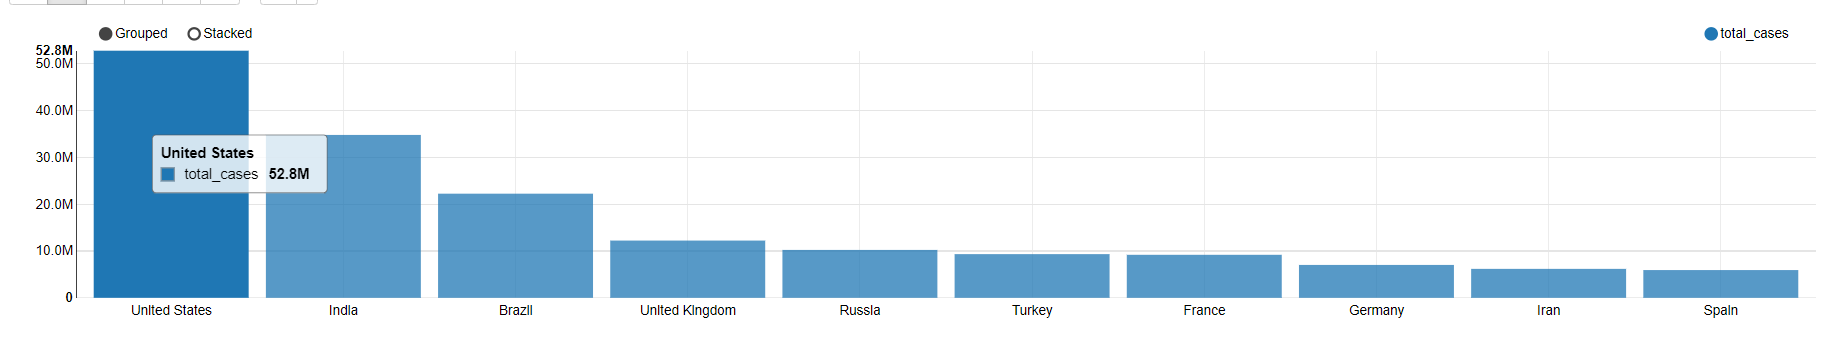 Grouped Stacked total_cases
52.8M
50.0M
40.0M
30.0M
20.0M
10.0M
0
United States
total_cases 52.8M
United States India Brazil United Kingdom Russia Turkey France Germany Iran Spain